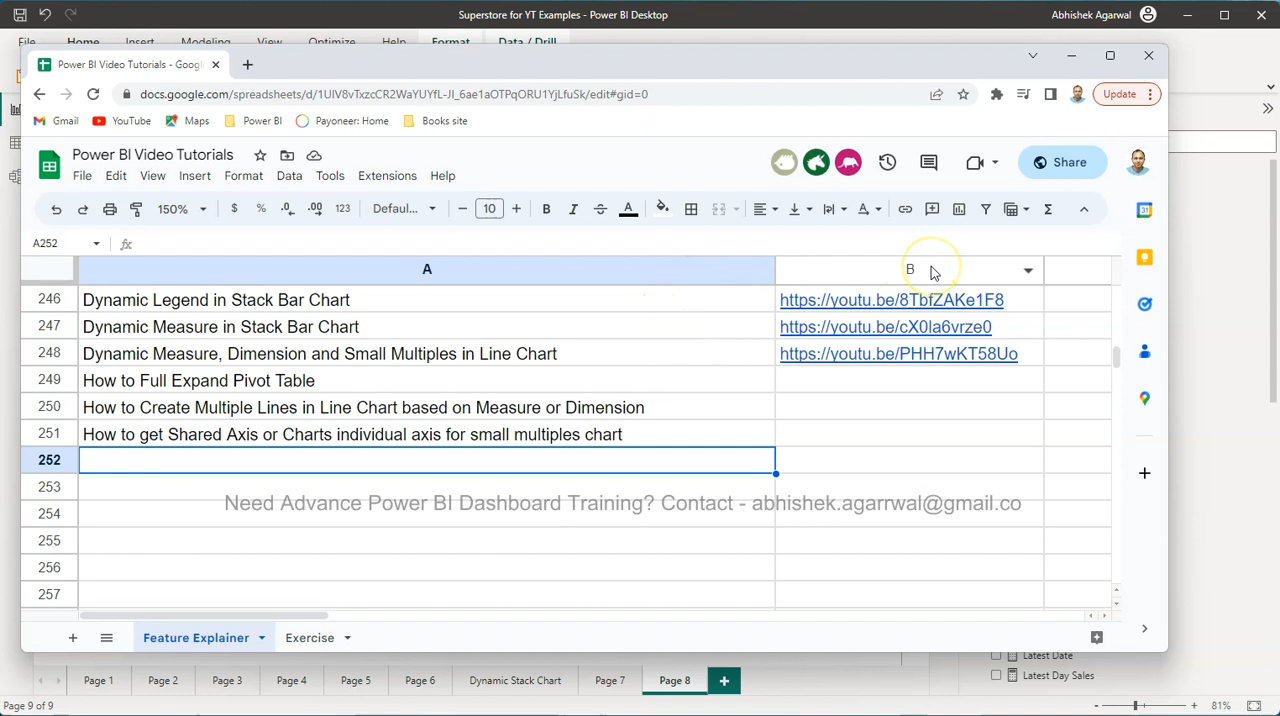 Superstore for YT Examples - Power BI Desktop
Abhishek Agarwal
File Home Insert Modeling View Optimize Help Format Data / Drill
Power BI Video Tutorials - Goog
docs.google.com/spreadsheets/d/1UIV8vTxzcCR2WaYUYfL-JI_6ae1aOTPqORU1YjLfuSk/edit#gid=0
Update
Gmail YouTube Maps Power BI Payoneer: Home Books site
Power BI Video Tutorials
Share
File Edit View Insert Format Data Tools Extensions Help
150% $ % .0 .00 123 Defaul... 10 B I S A
31
A252 fx
A B
246 Dynamic Legend in Stack Bar Chart https://youtu.be/8TbfZAKe1F8
247 Dynamic Measure in Stack Bar Chart https://youtu.be/cX0la6vrze0
248 Dynamic Measure, Dimension and Small Multiples in Line Chart https://youtu.be/PHH7wKT58Uo
249 How to Full Expand Pivot Table
250 How to Create Multiple Lines in Line Chart based on Measure or Dimension
251 How to get Shared Axis or Charts individual axis for small multiples chart
252
253
Need Advance Power BI Dashboard Training? Contact - abhishek.agarrwal@gmail.co
254
255
256
257
Feature Explainer Exercise
Latest Date
Latest Day Sales
Page 1 Page 2 Page 3 Page 4 Page 5 Page 6 Dynamic Stack Chart Page 7 Page 8
Page 9 of 9 81%